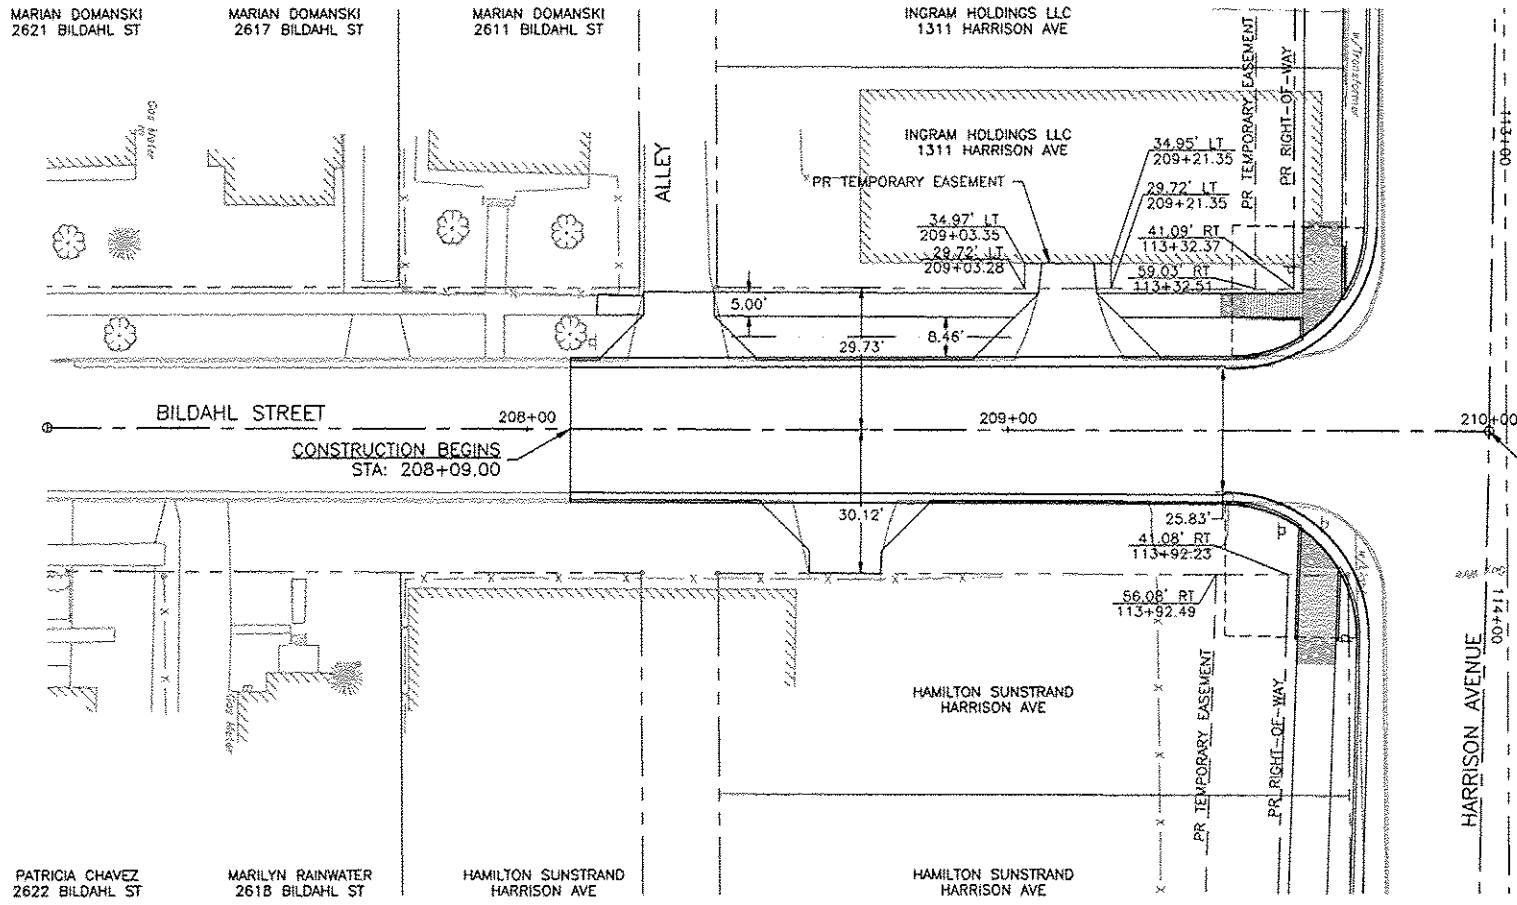 MARIAN DOMANSKI
2621 BILDAHL ST
MARIAN DOMANSKI
2617 BILDAHL ST
MARIAN DOMANSKI
2611 BILDAHL ST
INGRAM HOLDINGS LLC
1311 HARRISON AVE
PR TEMPORARY EASEMENT
PR RIGHT-OF-WAY
w/Transformer
113+00
Gas Meter
ALLEY
INGRAM HOLDINGS LLC
1311 HARRISON AVE
PR TEMPORARY EASEMENT
34.95' LT
209+21.35
29.72' LT
209+21.35
34.97' LT
209+03.35
29.72' LT
209+03.28
41.09' RT
113+32.37
59.03' RT
113+32.51
5.00'
29.73'
8.46'
BILDAHL STREET
208+00
209+00
210+00
CONSTRUCTION BEGINS
STA: 208+09.00
30.12'
25.83'
41.08' RT
113+92.23
56.08' RT
113+92.49
114+00
Gas Meter
PR TEMPORARY EASEMENT
PR RIGHT-OF-WAY
HARRISON AVENUE
HAMILTON SUNSTRAND
HARRISON AVE
PATRICIA CHAVEZ
2622 BILDAHL ST
MARILYN RAINWATER
2618 BILDAHL ST
HAMILTON SUNSTRAND
HARRISON AVE
HAMILTON SUNSTRAND
HARRISON AVE